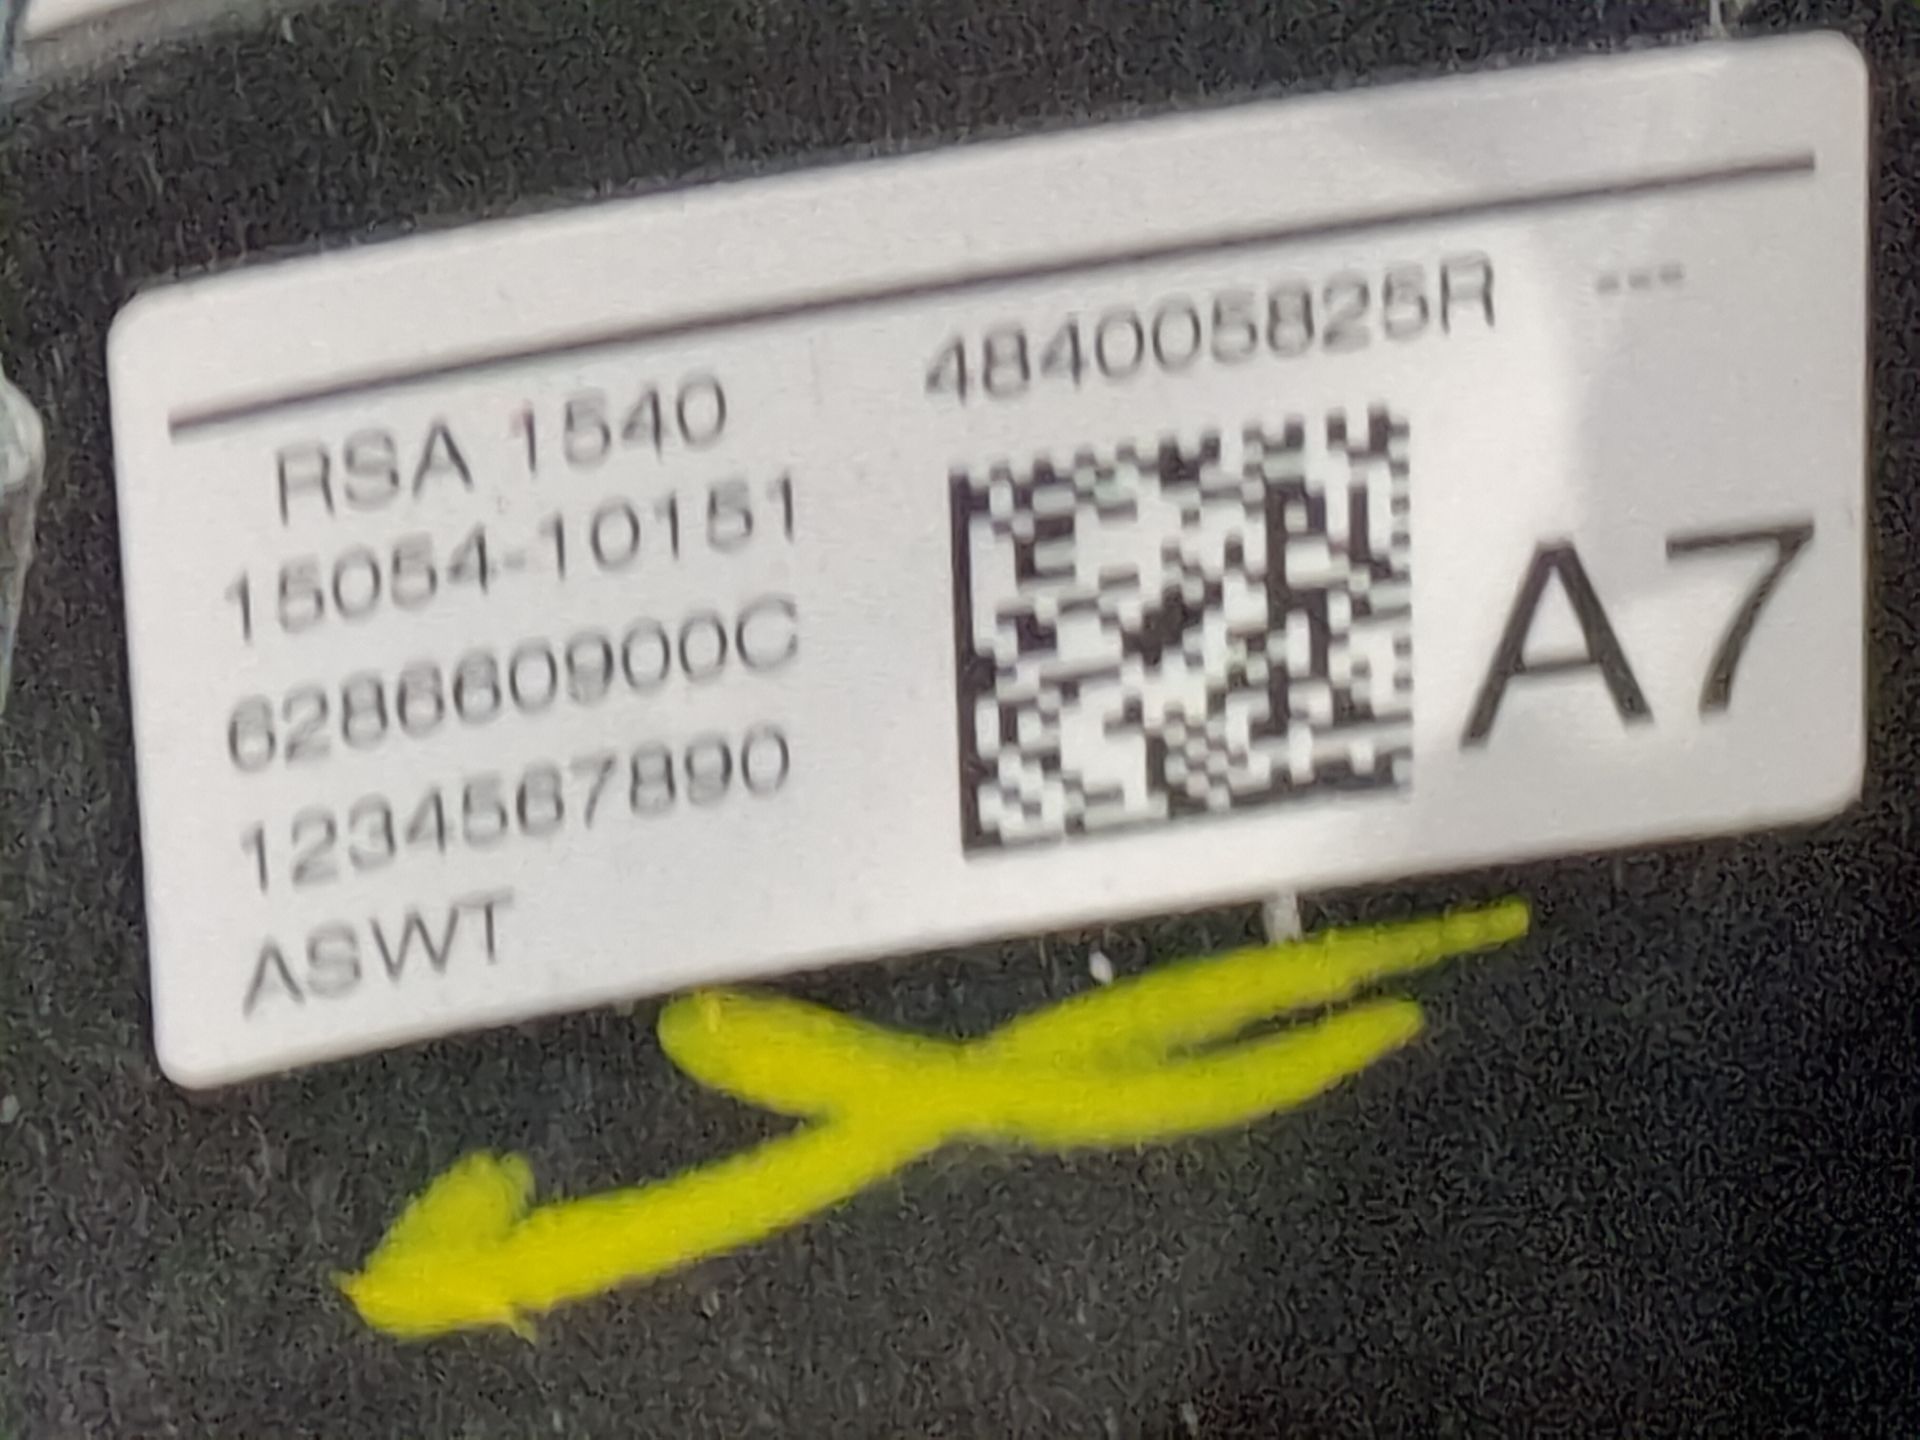 484005825R ---
RSA 1540
15054-10151
628660900C
1234567890
ASWT
A7